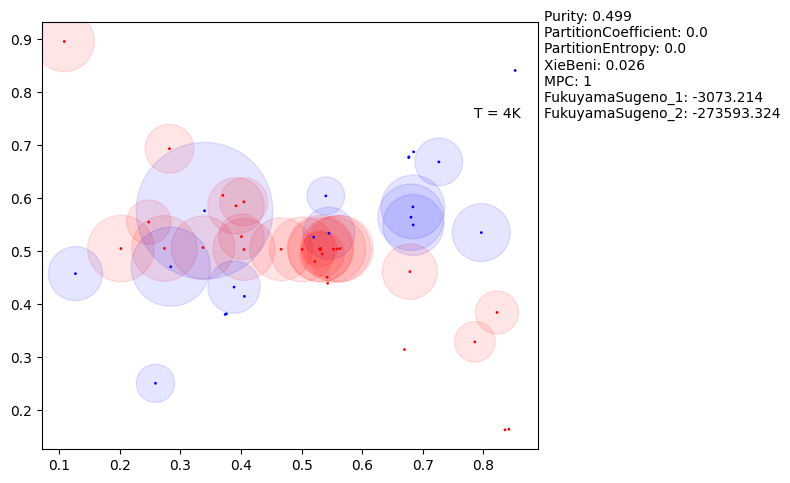 Purity: 0.499
PartitionCoefficient: 0.0
PartitionEntropy: 0.0
XieBeni: 0.026
MPC: 1
FukuyamaSugeno_1: -3073.214
FukuyamaSugeno_2: -273593.324
T = 4K
0.9
0.8
0.7
0.6
0.5
0.4
0.3
0.2
0.1 0.2 0.3 0.4 0.5 0.6 0.7 0.8